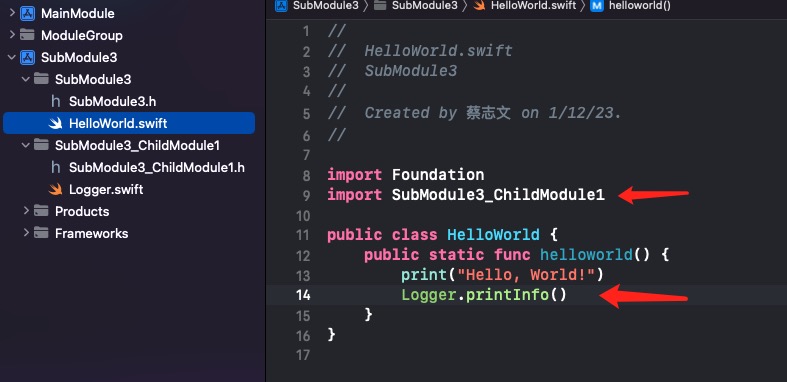 MainModule
ModuleGroup
SubModule3
SubModule3
SubModule3.h
HelloWorld.swift
SubModule3_ChildModule1
SubModule3_ChildModule1.h
Logger.swift
Products
Frameworks
SubModule3 〉 SubModule3 〉 HelloWorld.swift 〉 M helloworld()
1 //
2 //  HelloWorld.swift
3 //  SubModule3
4 //
5 //  Created by 蔡志文 on 1/12/23.
6 //
7
8 import Foundation
9 import SubModule3_ChildModule1
10
11 public class HelloWorld {
12     public static func helloworld() {
13         print("Hello, World!")
14         Logger.printInfo()
15     }
16 }
17